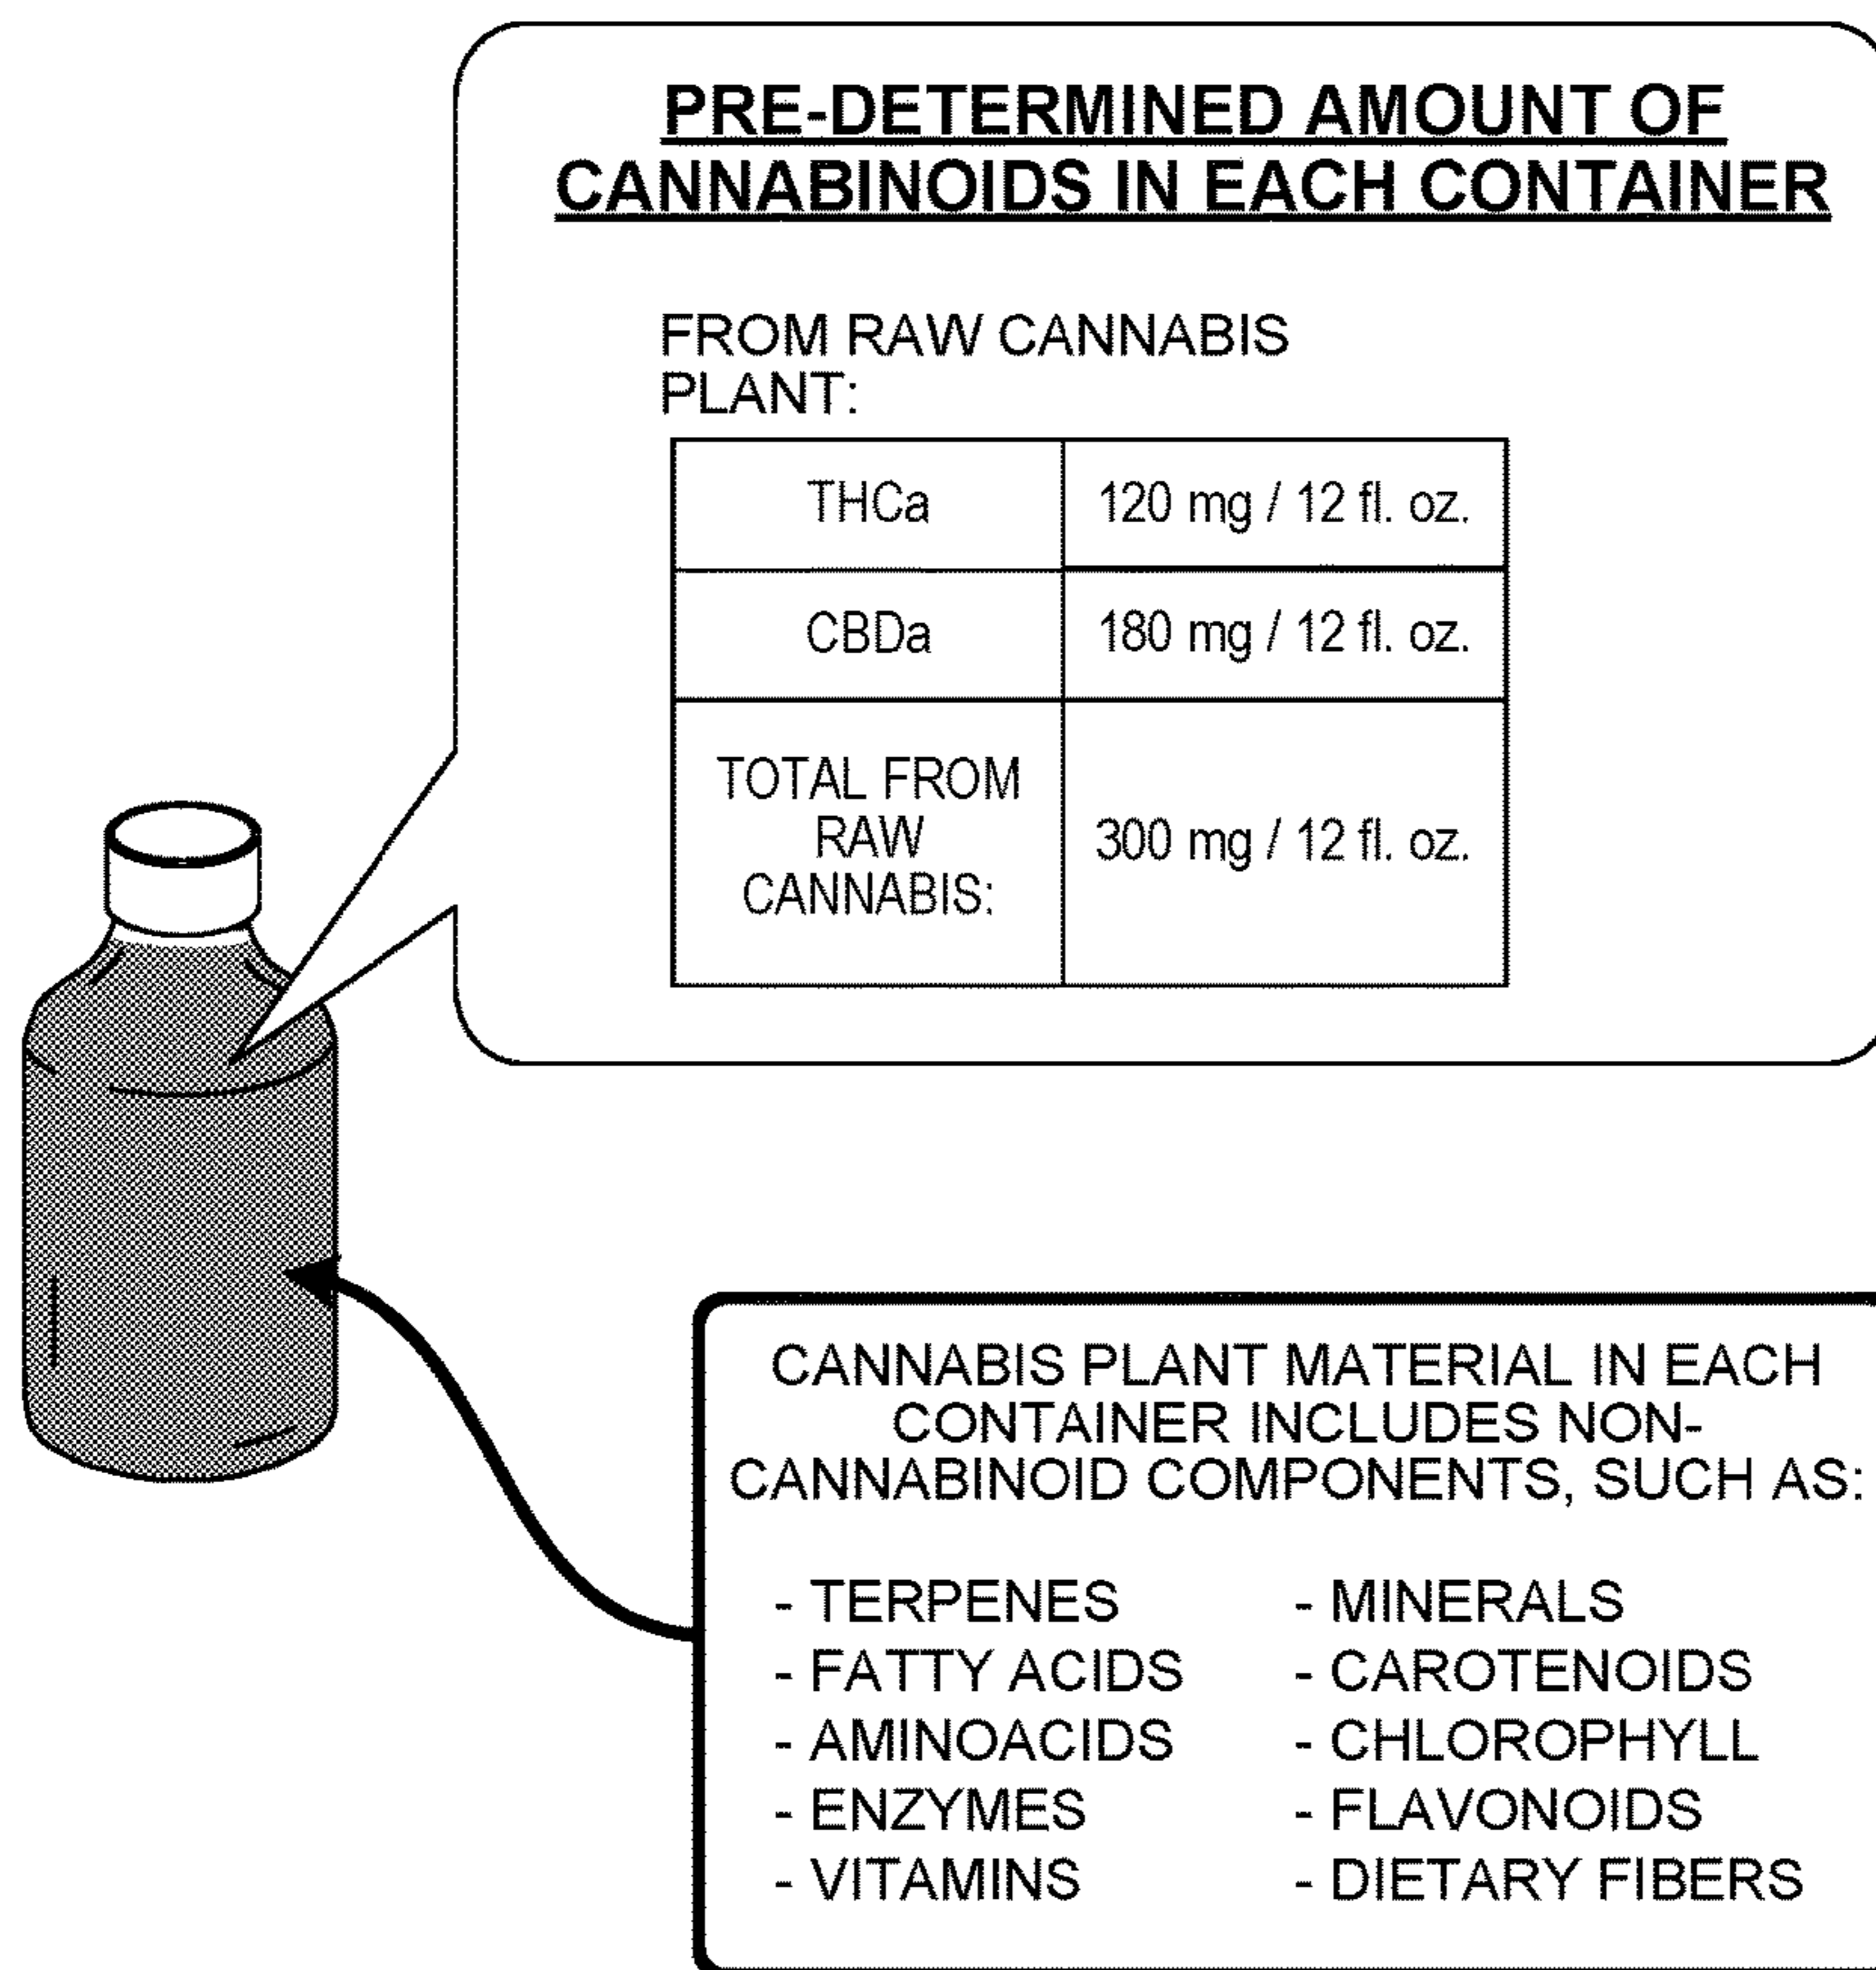 PRE-DETERMINED AMOUNT OF
CANNABINOIDS IN EACH CONTAINER
FROM RAW CANNABIS
PLANT:
THCa 120 mg / 12 fl. oz.
CBDa 180 mg / 12 fl. oz.
TOTAL FROM
RAW
CANNABIS:
300 mg / 12 fl. oz.
CANNABIS PLANT MATERIAL IN EACH
CONTAINER INCLUDES NON-
CANNABINOID COMPONENTS, SUCH AS:
- TERPENES
- FATTY ACIDS
- AMINOACIDS
- ENZYMES
- VITAMINS
- MINERALS
- CAROTENOIDS
- CHLOROPHYLL
- FLAVONOIDS
- DIETARY FIBERS